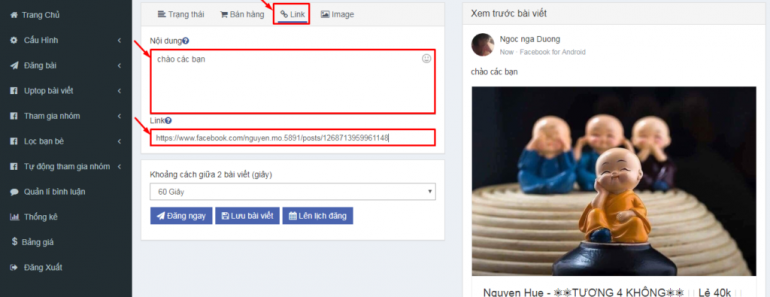 Trang Chủ
Cấu Hình
Đăng bài
Uptop bài viết
Tham gia nhóm
Lọc bạn bè
Tự động tham gia nhóm
Quản lí bình luận
Thống kê
Bảng giá
Đăng Xuất
Trạng thái
Bán hàng
Link
Image
Nội dung
chào các bạn
Link
https://www.facebook.com/nguyen.mo.5891/posts/1268713959961148
Khoảng cách giữa 2 bài viết (giây)
60 Giây
Đăng ngay
Lưu bài viết
Lên lịch đăng
Xem trước bài viết
Ngoc nga Duong
Now · Facebook for Android
chào các bạn
Nguyen Hue - ✻✻TƯỢNG 4 KHÔNG✻✻ || Lẻ 40k